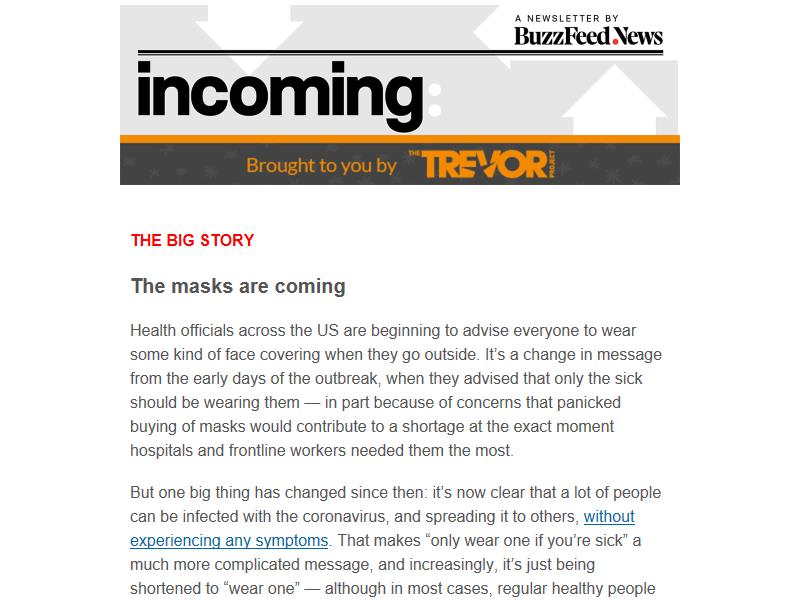 A NEWSLETTER BY
BuzzFeed.News
incoming:
Brought to you by THE TREVOR PROJECT
THE BIG STORY
The masks are coming
Health officials across the US are beginning to advise everyone to wear
some kind of face covering when they go outside. It’s a change in message
from the early days of the outbreak, when they advised that only the sick
should be wearing them — in part because of concerns that panicked
buying of masks would contribute to a shortage at the exact moment
hospitals and frontline workers needed them the most.
But one big thing has changed since then: it’s now clear that a lot of people
can be infected with the coronavirus, and spreading it to others, without
experiencing any symptoms. That makes “only wear one if you’re sick” a
much more complicated message, and increasingly, it’s just being
shortened to “wear one” — although in most cases, regular healthy people